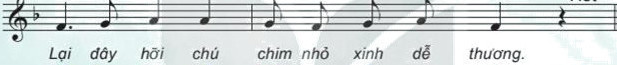 Lại đây hỡi chú chim nhỏ xinh dễ thương.